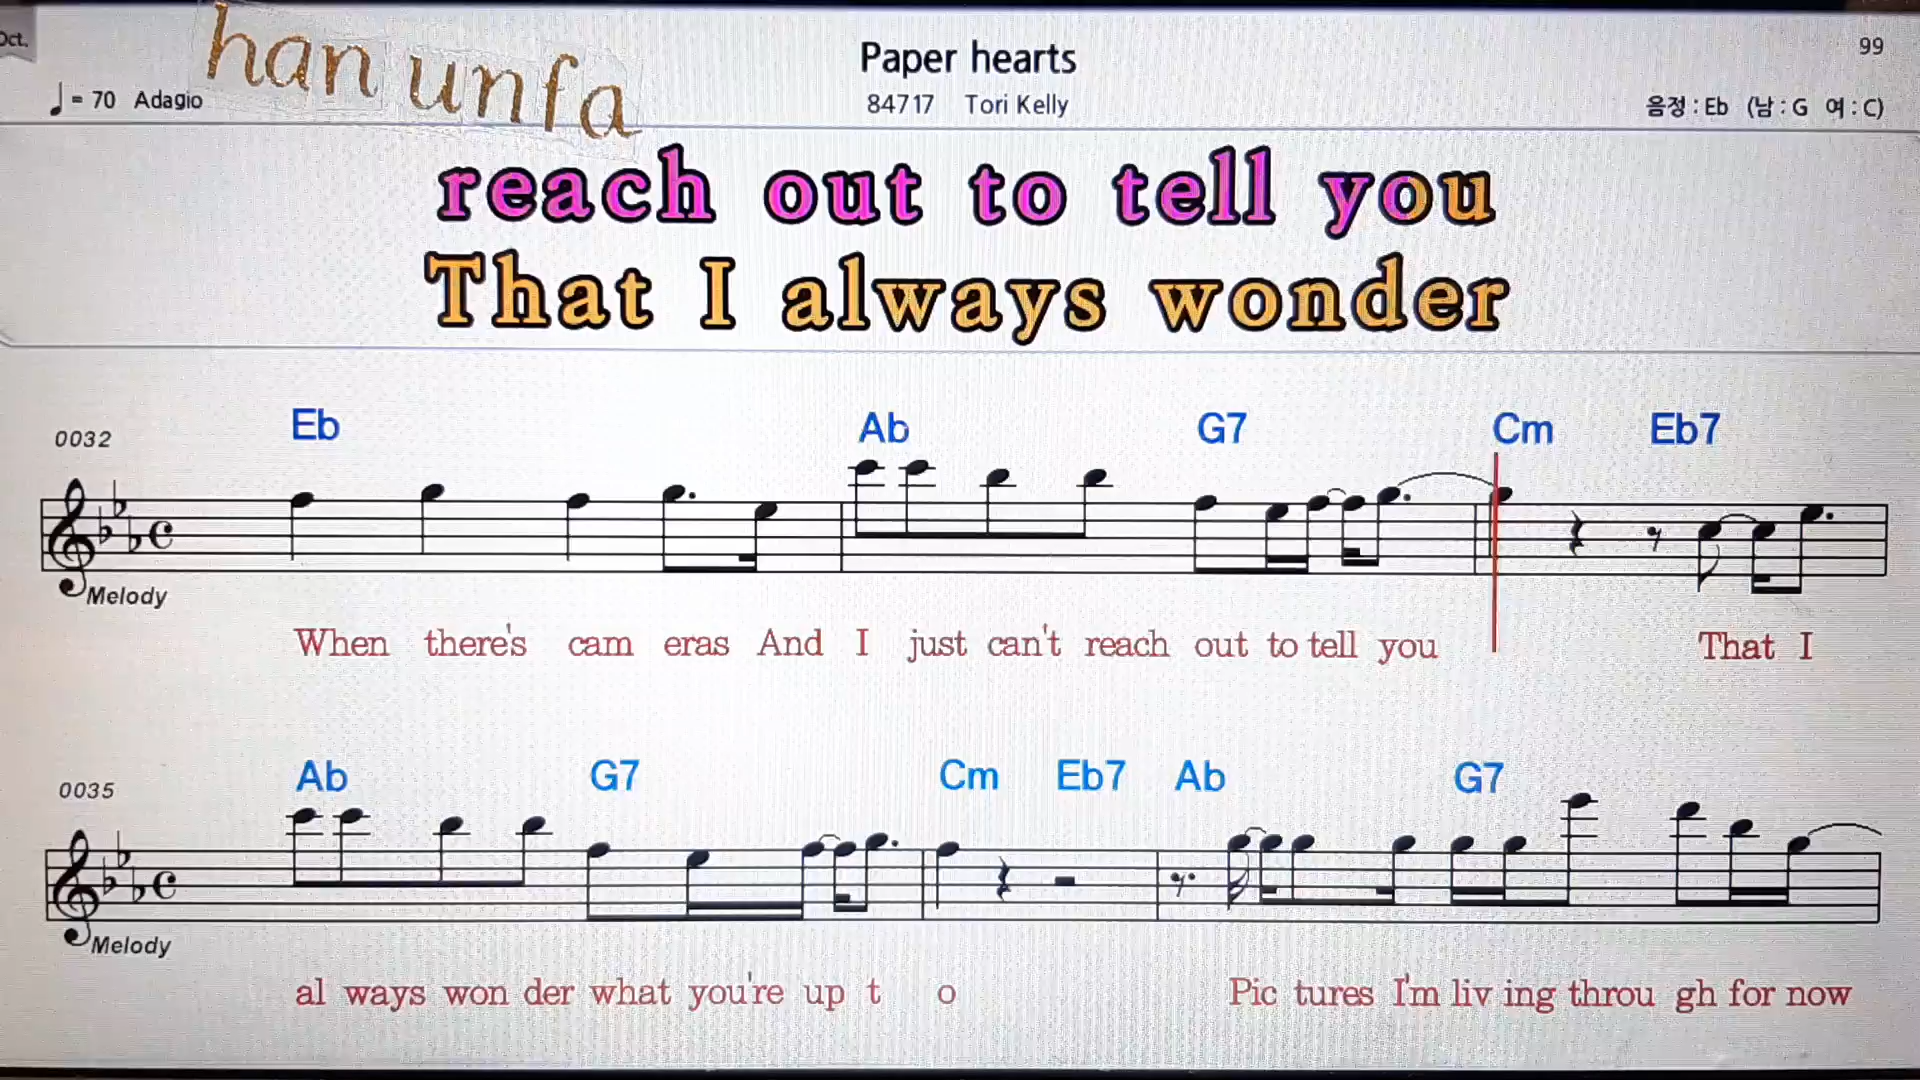 Oct.
han unfa
Paper hearts
99
♩= 70 Adagio
84717 Tori Kelly
음정 : Eb (남 : G 여 : C)
reach out to tell you
That I always wonder
Eb Ab G7 Cm Eb7
0032
Melody
When there's cam eras And I just can't reach out to tell you That I
Ab G7 Cm Eb7 Ab G7
0035
Melody
al ways won der what you're up t o Pic tures I'm liv ing throu gh for now